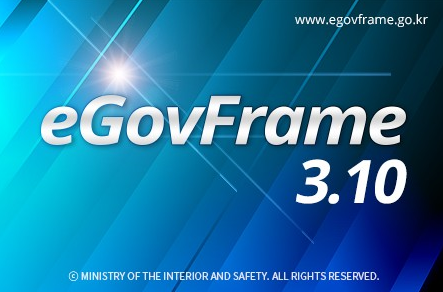 www.egovframe.go.kr
eGovFrame
3.10
ⓒ MINISTRY OF THE INTERIOR AND SAFETY. ALL RIGHTS RESERVED.